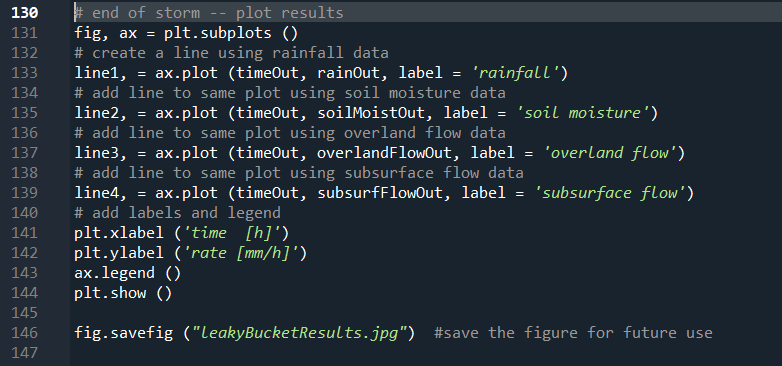 130 # end of storm -- plot results
131 fig, ax = plt.subplots ()
132 # create a line using rainfall data
133 line1, = ax.plot (timeOut, rainOut, label = 'rainfall')
134 # add line to same plot using soil moisture data
135 line2, = ax.plot (timeOut, soilMoistOut, label = 'soil moisture')
136 # add line to same plot using overland flow data
137 line3, = ax.plot (timeOut, overlandFlowOut, label = 'overland flow')
138 # add line to same plot using subsurface flow data
139 line4, = ax.plot (timeOut, subsurfFlowOut, label = 'subsurface flow')
140 # add labels and legend
141 plt.xlabel ('time  [h]')
142 plt.ylabel ('rate [mm/h]')
143 ax.legend ()
144 plt.show ()
145
146 fig.savefig ("leakyBucketResults.jpg")  #save the figure for future use
147